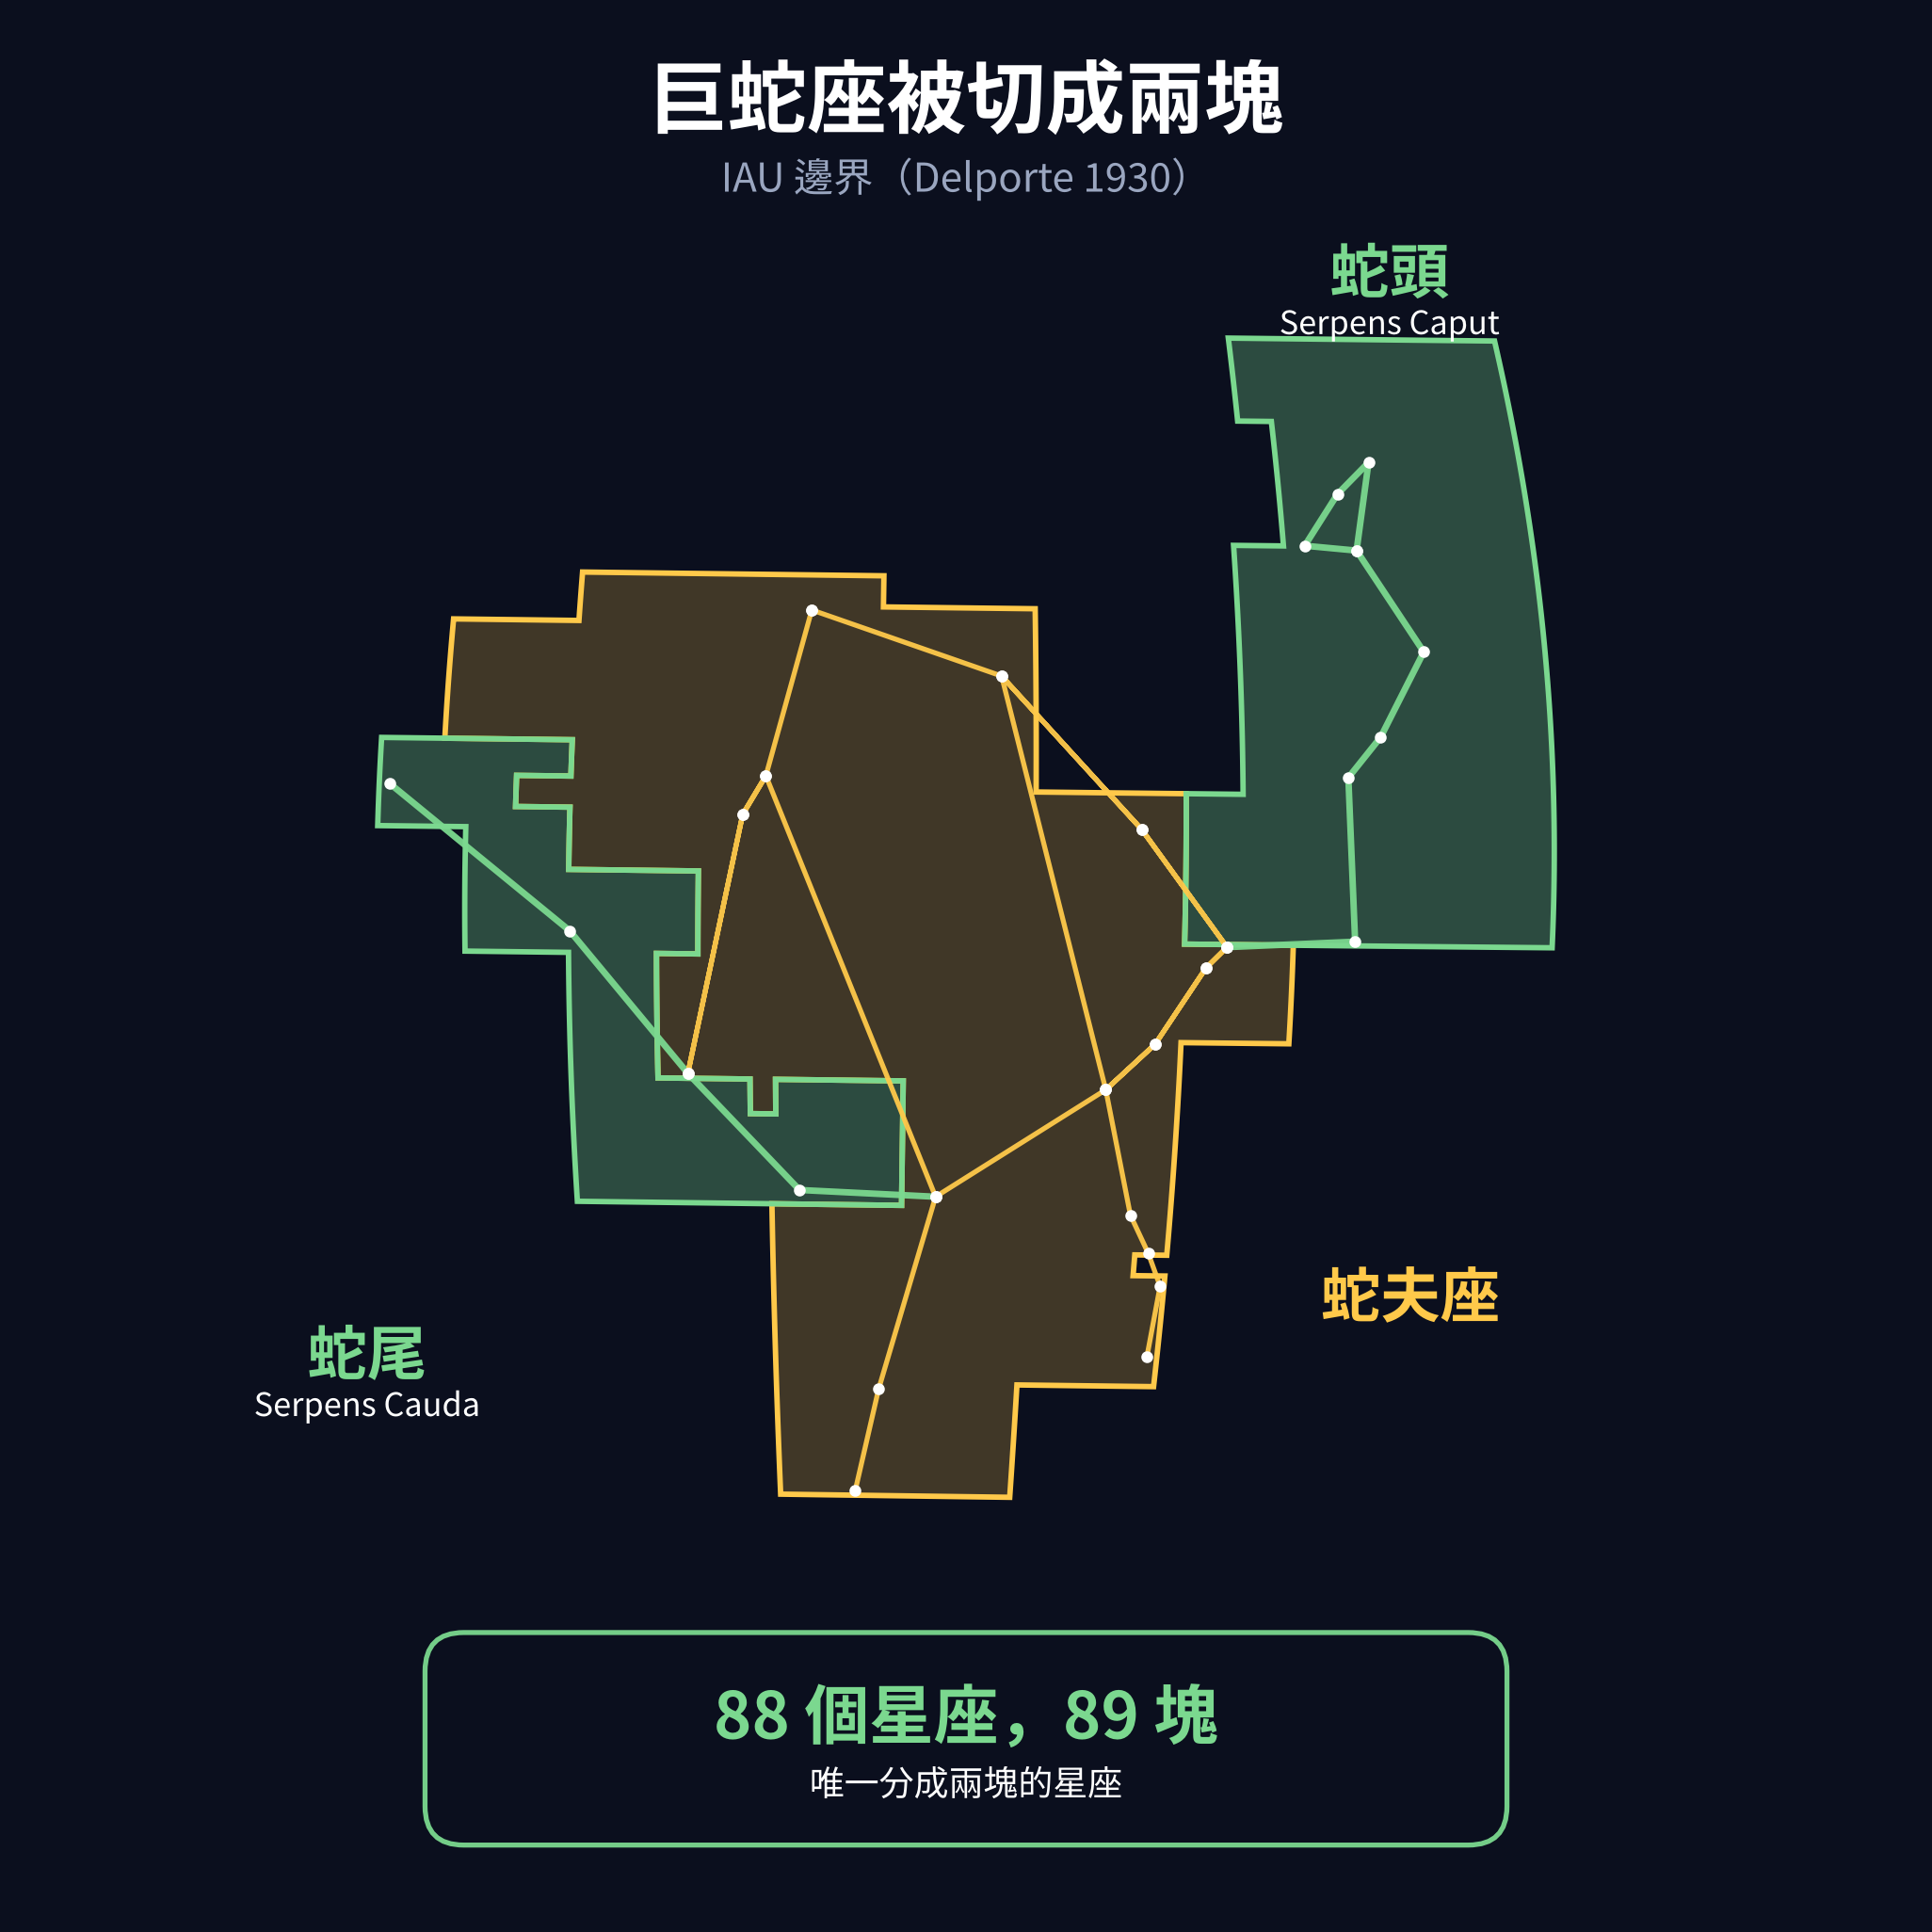 巨蛇座被切成兩塊
IAU 邊界（Delporte 1930）
蛇頭
Serpens Caput
蛇夫座
蛇尾
Serpens Cauda
88 個星座，89 塊
唯一分成兩塊的星座